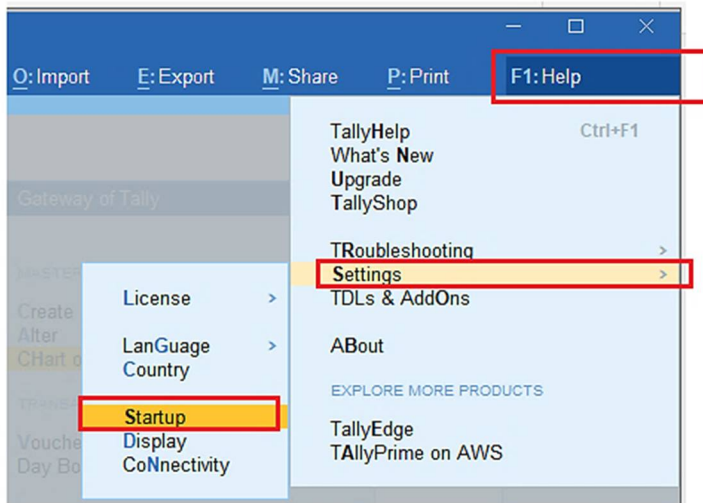 O: Import E: Export M: Share P: Print F1: Help
TallyHelp Ctrl+F1
What's New
Upgrade
TallyShop
TRoubleshooting >
Settings >
TDLs & AddOns
ABout
EXPLORE MORE PRODUCTS
TallyEdge
TAllyPrime on AWS
License >
LanGuage >
Country
Startup
Display
CoNnectivity
Gateway of Tally
Create
Alter
CHart o
Vouche
Day Bo